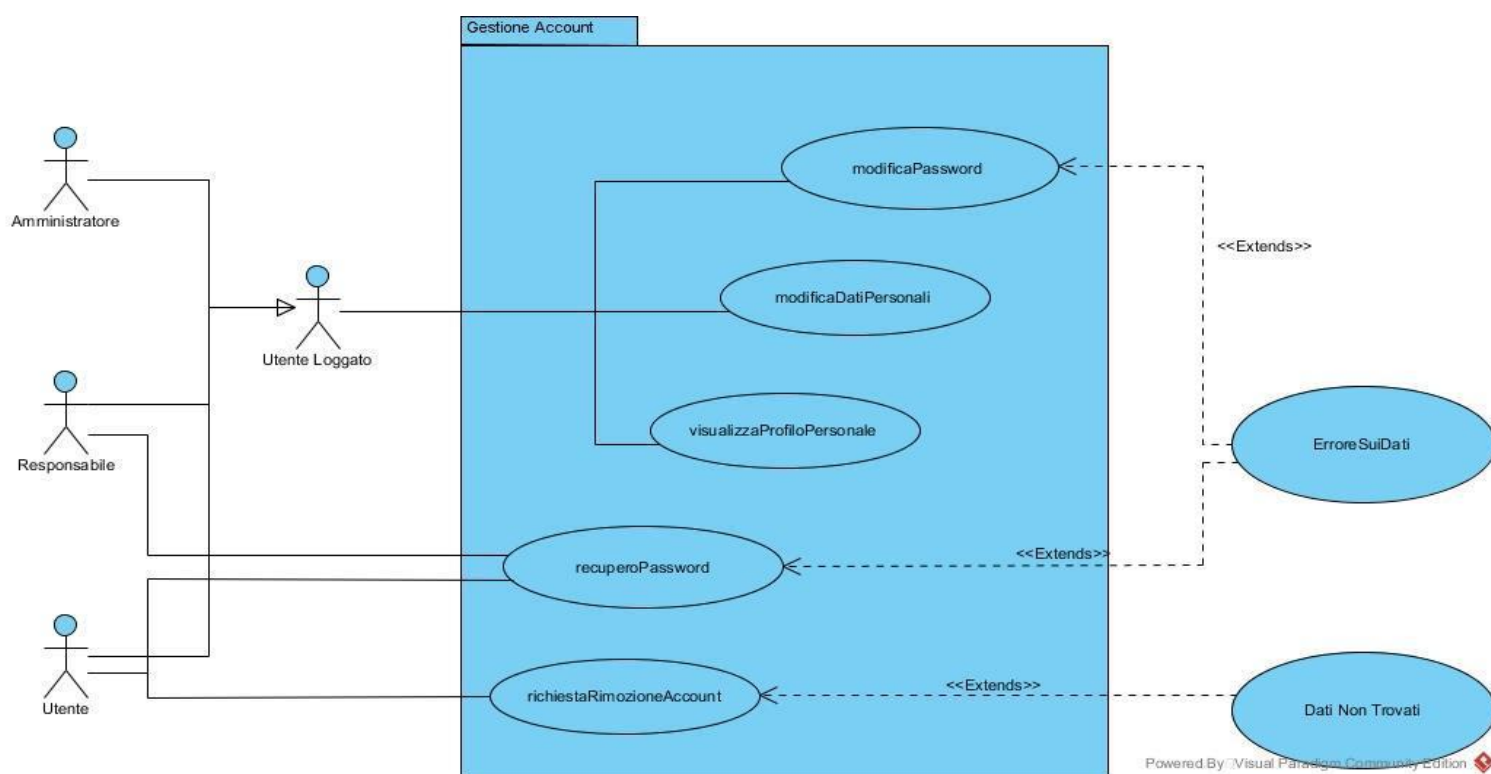 Gestione Account
modificaPassword
Amministratore
<<Extends>>
modificaDatiPersonali
Utente Loggato
visualizzaProfiloPersonale
ErroreSuiDati
Responsabile
<<Extends>>
recuperoPassword
<<Extends>>
richiestaRimozioneAccount
Utente
Dati Non Trovati
Powered By Visual Paradigm Community Edition